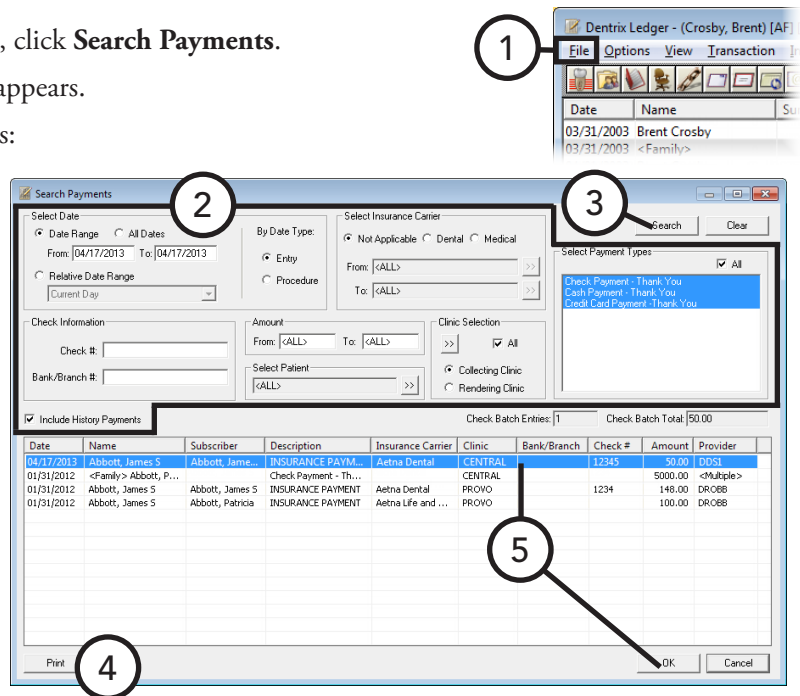 , click Search Payments.
appears.
s:
1
Dentrix Ledger - (Crosby, Brent) [AF]
File Options View Transaction
Date Name
03/31/2003 Brent Crosby
03/31/2003 <Family>
Search Payments
2
3
Search Clear
Select Date
Date Range All Dates
From: 04/17/2013 To: 04/17/2013
Relative Date Range
Current Day
By Date Type:
Entry
Procedure
Select Insurance Carrier
Not Applicable Dental Medical
From: <ALL> >>
To: <ALL> >>
Select Payment Types
All
Check Payment - Thank You
Cash Payment - Thank You
Credit Card Payment -Thank You
Check Information
Check #:
Bank/Branch #:
Amount
From: <ALL> To: <ALL>
Select Patient
<ALL> >>
Clinic Selection
>> All
Collecting Clinic
Rendering Clinic
Include History Payments
Check Batch Entries: 1 Check Batch Total: 50.00
Date Name Subscriber Description Insurance Carrier Clinic Bank/Branch Check # Amount Provider
04/17/2013 Abbott, James S Abbott, Jame... INSURANCE PAYM... Aetna Dental CENTRAL 12345 50.00 DDS1
01/31/2012 <Family> Abbott, P... Check Payment - Th... CENTRAL 5000.00 <Multiple>
01/31/2012 Abbott, James S Abbott, James S INSURANCE PAYMENT Aetna Dental PROVO 1234 148.00 DROBB
01/31/2012 Abbott, James S Abbott, Patricia INSURANCE PAYMENT Aetna Life and ... PROVO 100.00 DROBB
5
Print 4 OK Cancel